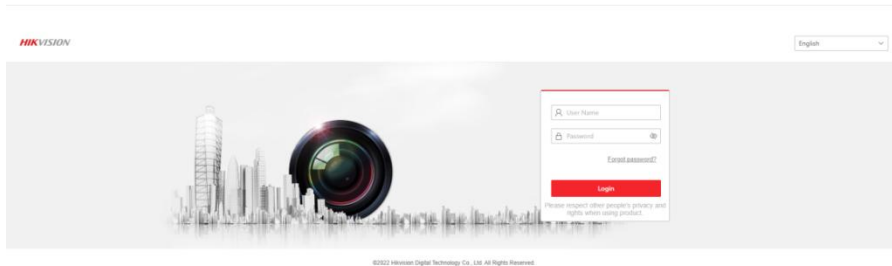 HIKVISION
English
User Name
Password
Forgot password?
Login
Please respect other people's privacy and
rights when using product.
©2022 Hikvision Digital Technology Co., Ltd. All Rights Reserved.